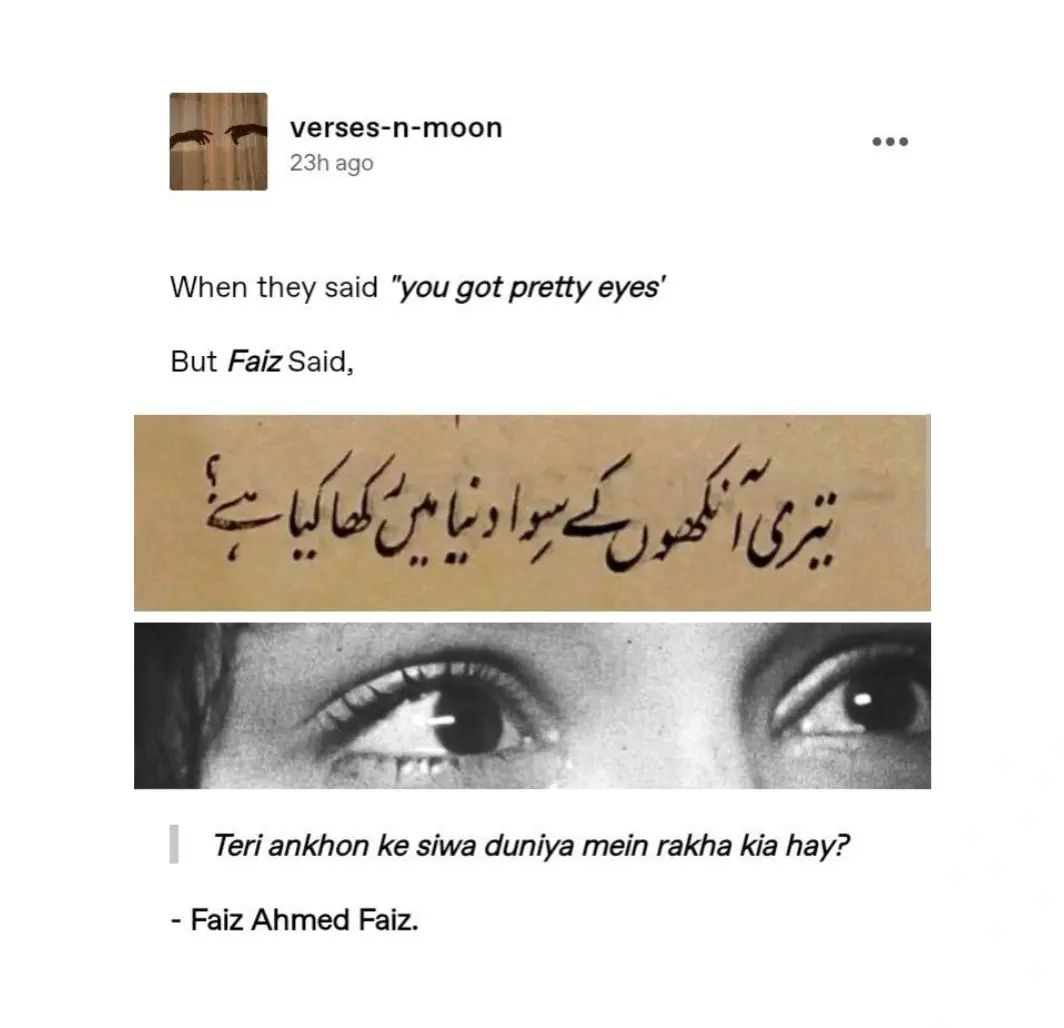 verses-n-moon
23h ago
When they said "you got pretty eyes'
But Faiz Said,
تیری آنکھوں کے سوا دنیا میں رکھا کیا ہے؟
Teri ankhon ke siwa duniya mein rakha kia hay?
- Faiz Ahmed Faiz.